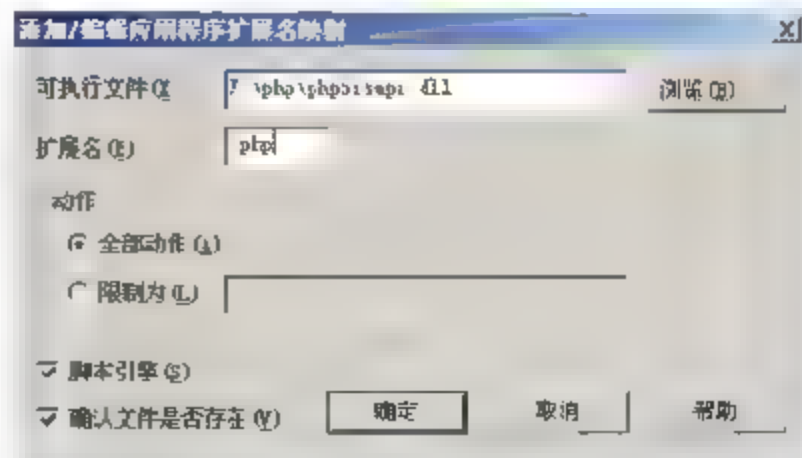 添加/编辑应用程序扩展名映射
可执行文件(X
\php\php5isapi dll
浏览(R)
扩展名(E)
php
动作
全部动作(A)
限制为(L)
脚本引擎(S)
确认文件是否存在(V)
确定
取消
帮助